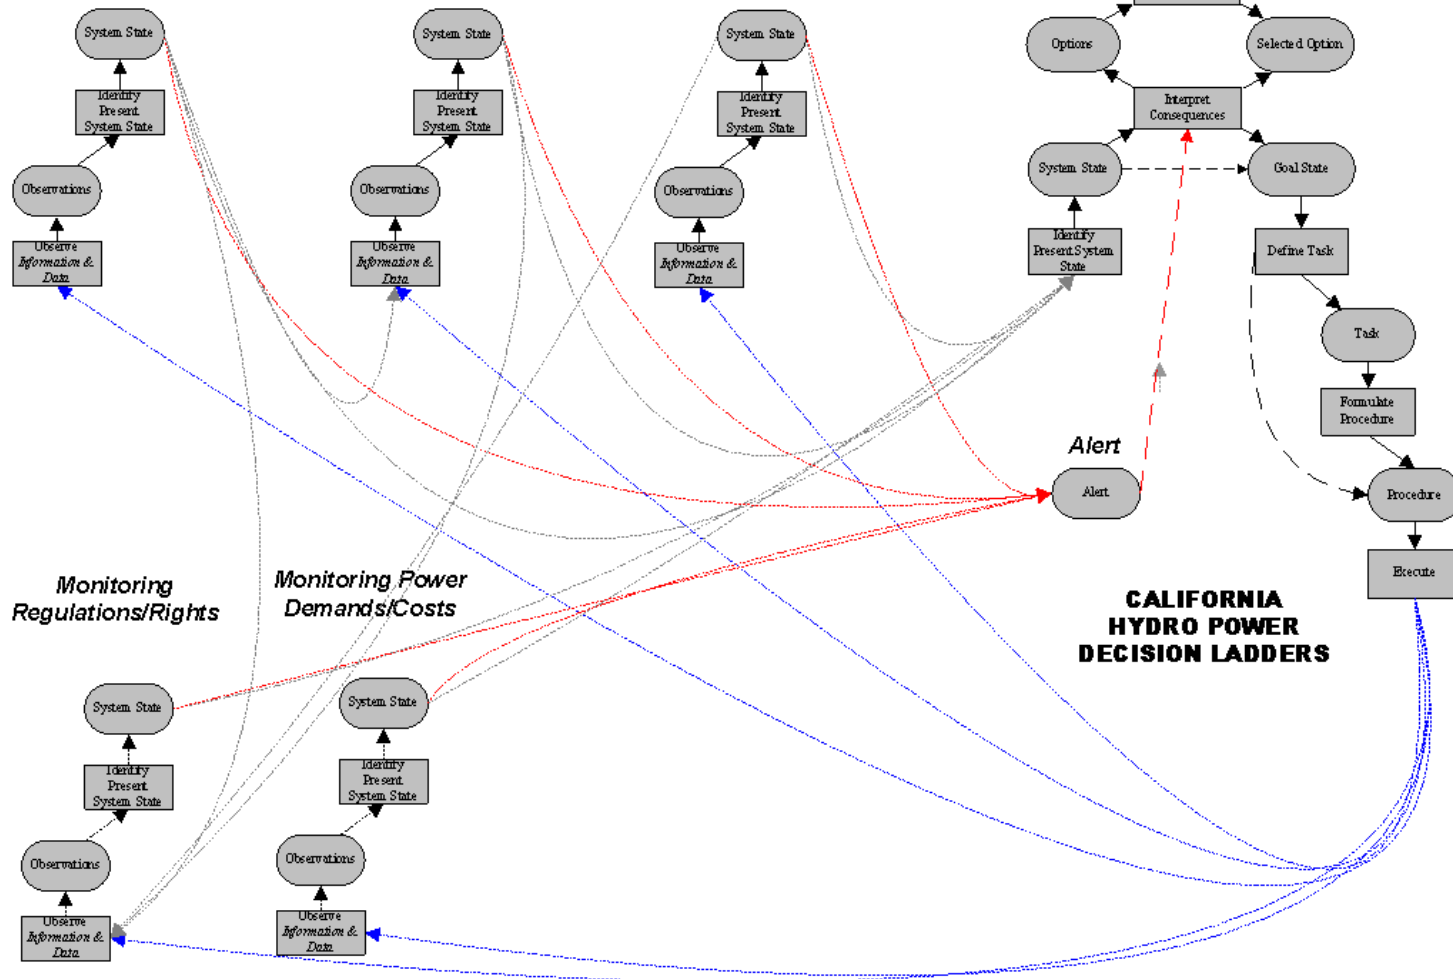 System State
Identify
Present
System State
Observations
Observe
Information &
Data
System State
Identify
Present
System State
Observations
Observe
Information &
Data
System State
Identify
Present
System State
Observations
Observe
Information &
Data
Options
Selected Option
Interpret
Consequences
System State
Goal State
Identify
Present System
State
Define Task
Task
Formulate
Procedure
Alert
Alert
Procedure
Execute
Monitoring
Regulations/Rights
Monitoring Power
Demands/Costs
CALIFORNIA
HYDRO POWER
DECISION LADDERS
System State
Identify
Present
System State
Observations
Observe
Information &
Data
System State
Identify
Present
System State
Observations
Observe
Information &
Data